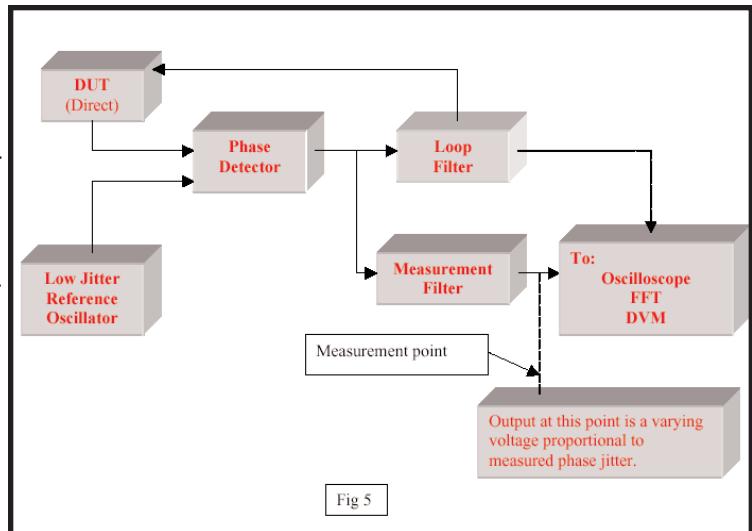 DUT
(Direct)
Phase
Detector
Loop
Filter
Low Jitter
Reference
Oscillator
Measurement
Filter
To:
Oscilloscope
FFT
DVM
Measurement point
Output at this point is a varying
voltage proportional to
measured phase jitter.
Fig 5